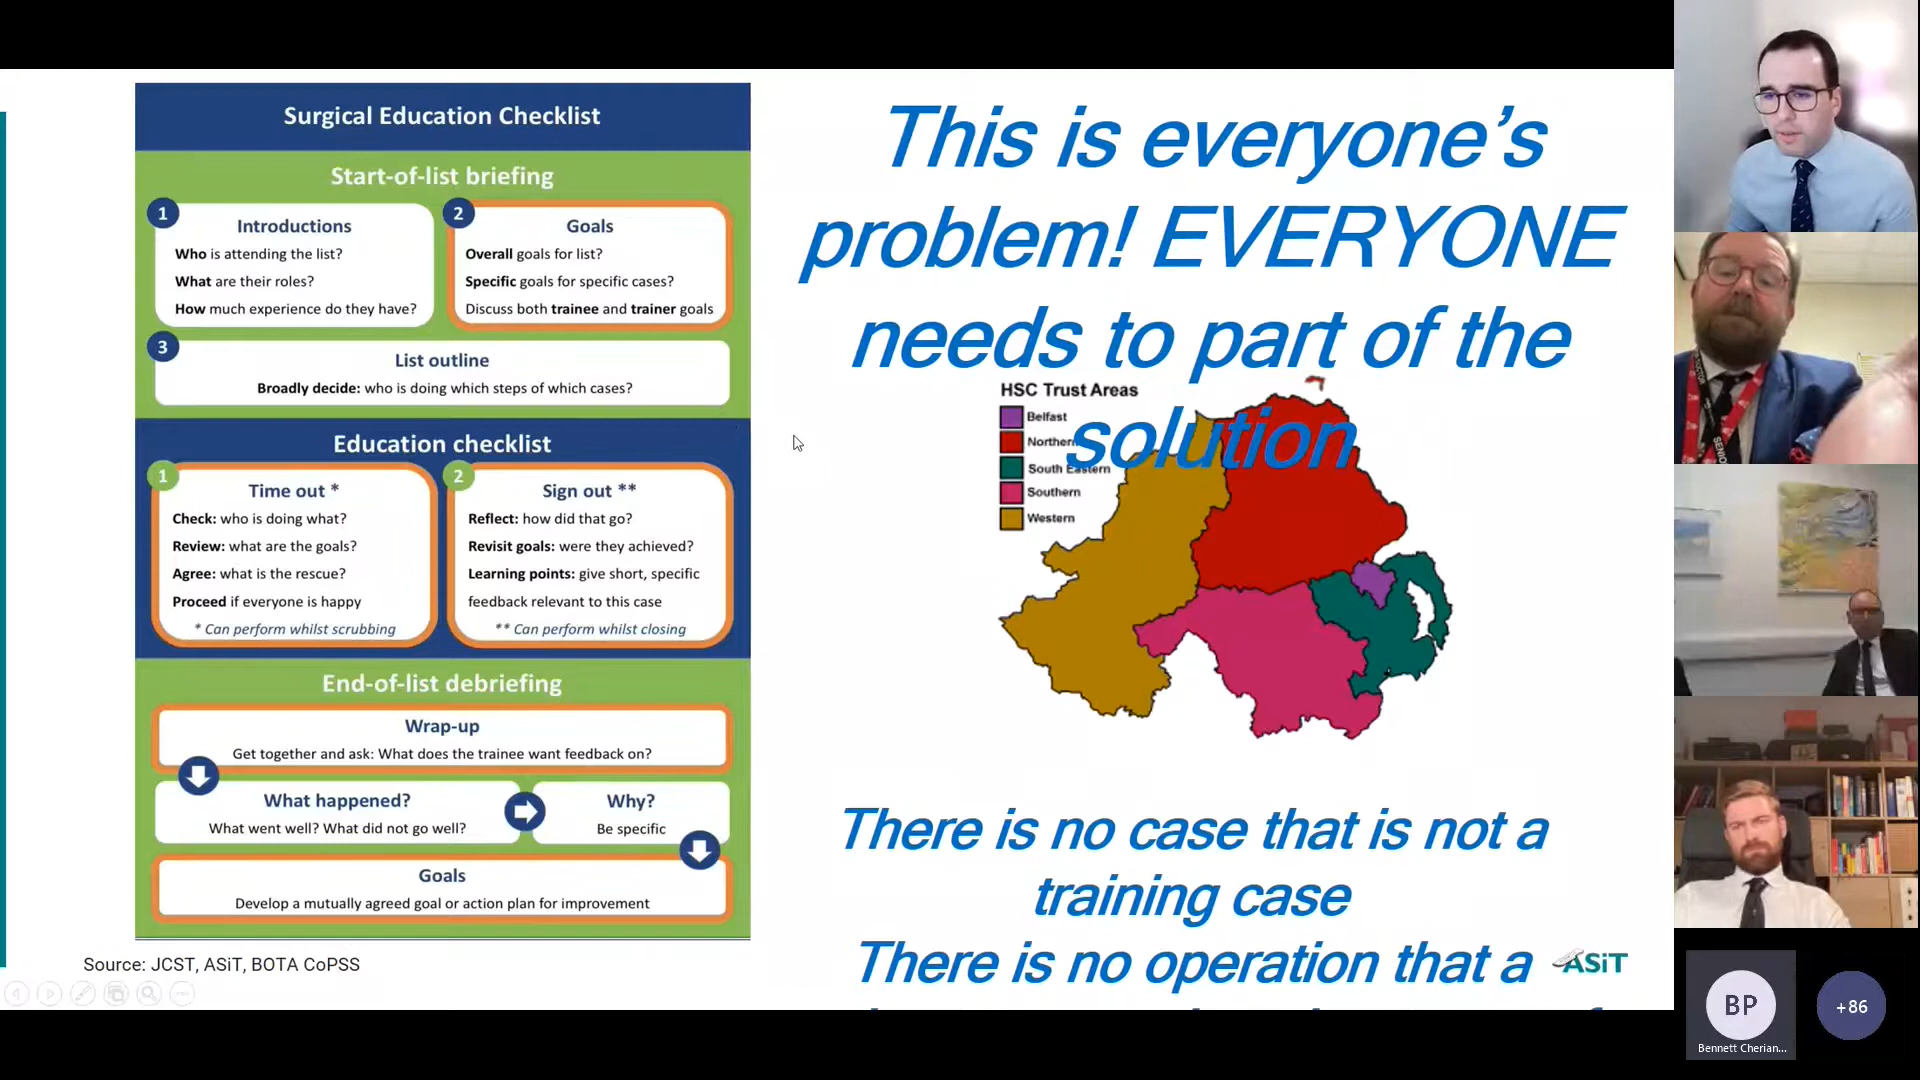 Surgical Education Checklist
Start-of-list briefing
1
Introductions
Who is attending the list?
What are their roles?
How much experience do they have?
2
Goals
Overall goals for list?
Specific goals for specific cases?
Discuss both trainee and trainer goals
3
List outline
Broadly decide: who is doing which steps of which cases?
Education checklist
1
Time out *
Check: who is doing what?
Review: what are the goals?
Agree: what is the rescue?
Proceed if everyone is happy
* Can perform whilst scrubbing
2
Sign out **
Reflect: how did that go?
Revisit goals: were they achieved?
Learning points: give short, specific
feedback relevant to this case
** Can perform whilst closing
End-of-list debriefing
Wrap-up
Get together and ask: What does the trainee want feedback on?
What happened?
What went well? What did not go well?
Why?
Be specific
Goals
Develop a mutually agreed goal or action plan for improvement
Source: JCST, ASiT, BOTA CoPSS
This is everyone's
problem! EVERYONE
needs to part of the
solution
HSC Trust Areas
Belfast
Northern
South Eastern
Southern
Western
There is no case that is not a
training case
There is no operation that a
ASiT
DOCTOR
SENIOR
BP
Bennett Cherian...
+86